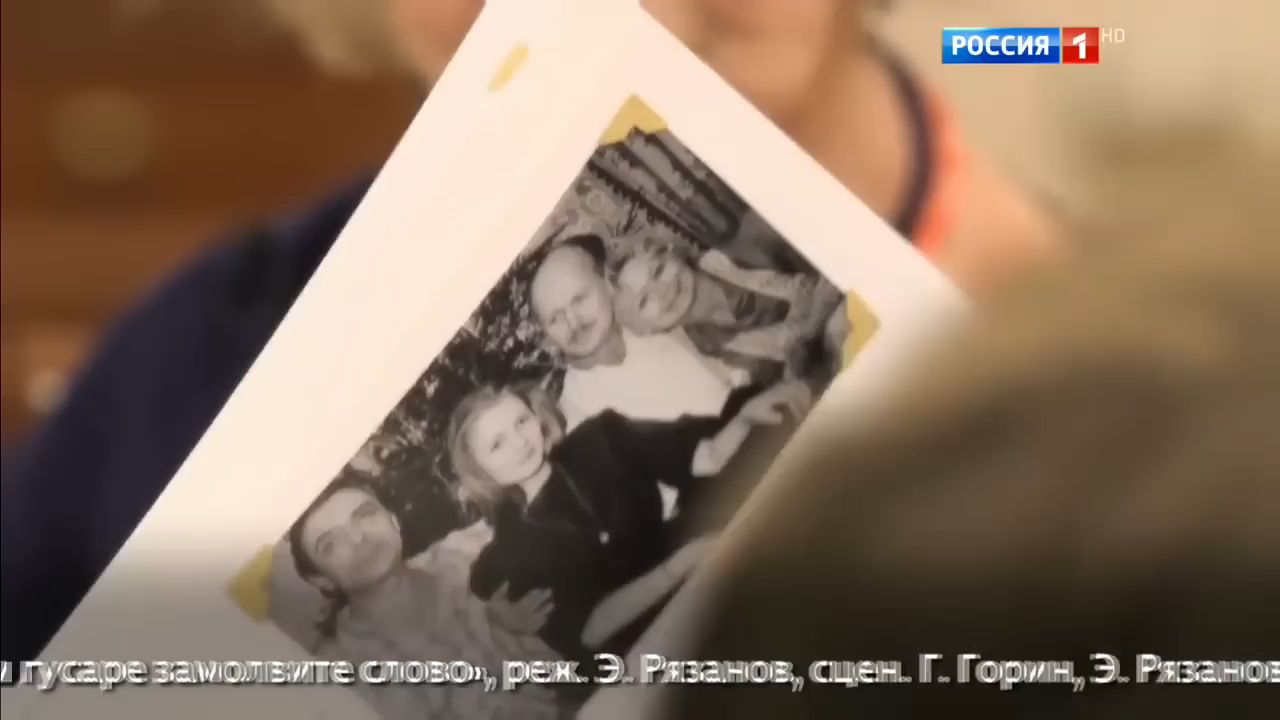 РОССИЯ 1 HD
и гусаре замолвите слово», реж. Э. Рязанов, сцен. Г. Горин, Э. Рязанов